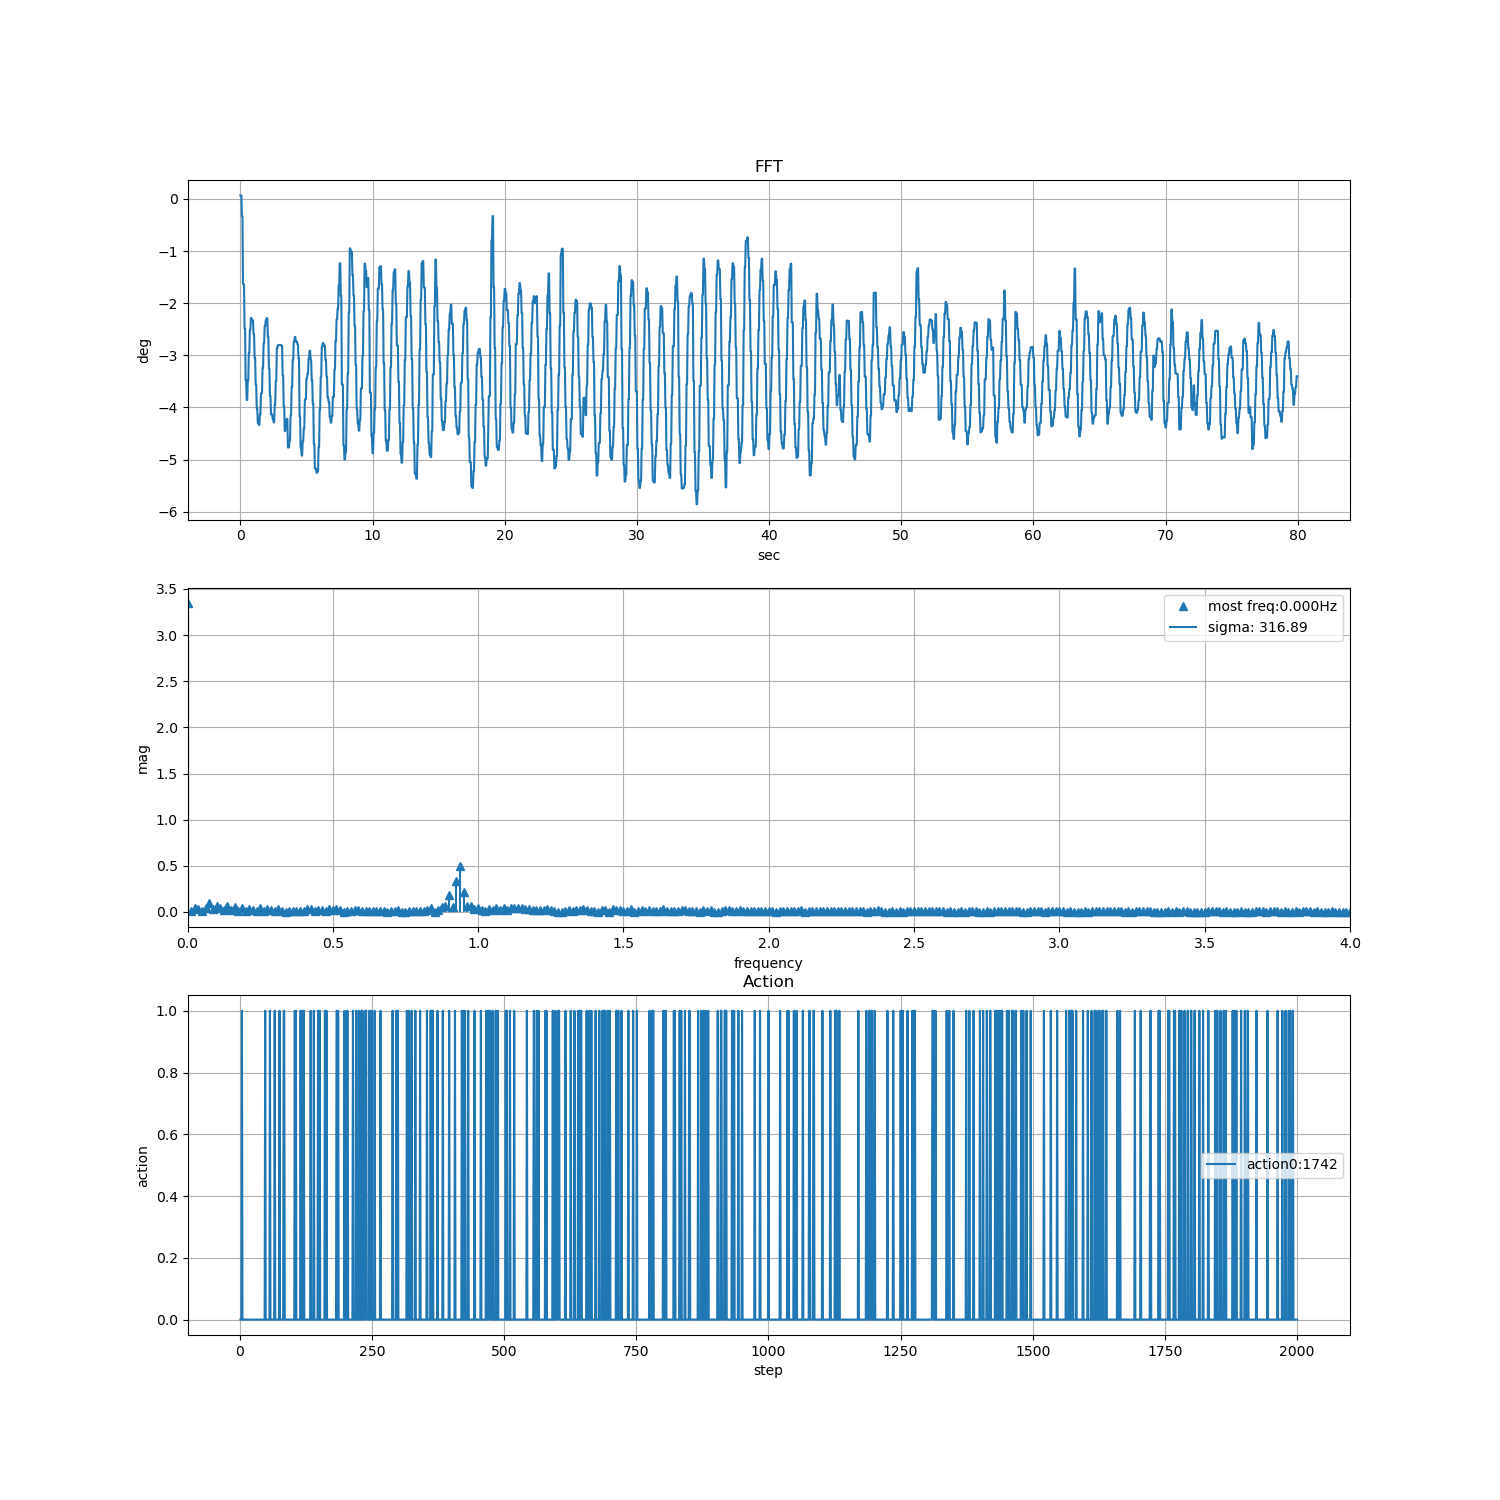 FFT
0
−1
−2
−3
−4
−5
−6
deg
0 10 20 30 40 50 60 70 80
sec
3.5
3.0
2.5
2.0
1.5
1.0
0.5
0.0
mag
most freq:0.000Hz
sigma: 316.89
0.0 0.5 1.0 1.5 2.0 2.5 3.0 3.5 4.0
frequency
Action
1.0
0.8
0.6
0.4
0.2
0.0
action
action0:1742
0 250 500 750 1000 1250 1500 1750 2000
step